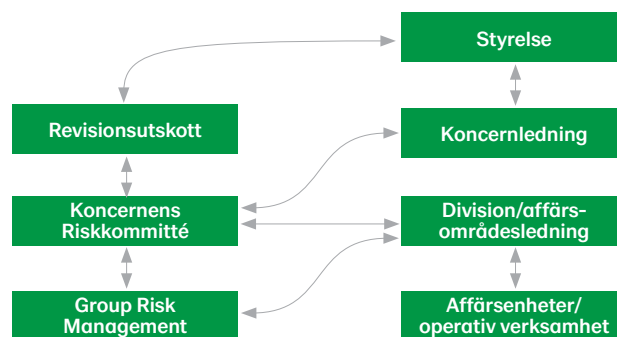 Styrelse
Revisionsutskott
Koncernledning
Koncernens
Riskkommitté
Division/affärs-
områdesledning
Group Risk
Management
Affärsenheter/
operativ verksamhet